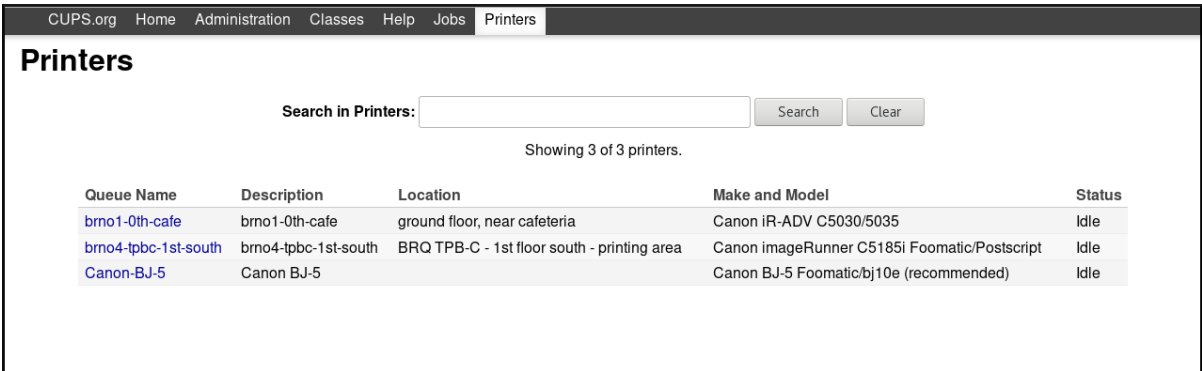 CUPS.org Home Administration Classes Help Jobs Printers
Printers
Search in Printers: Search Clear
Showing 3 of 3 printers.
Queue Name Description Location Make and Model Status
brno1-0th-cafe brno1-0th-cafe ground floor, near cafeteria Canon iR-ADV C5030/5035 Idle
brno4-tpbc-1st-south brno4-tpbc-1st-south BRQ TPB-C - 1st floor south - printing area Canon imageRunner C5185i Foomatic/Postscript Idle
Canon-BJ-5 Canon BJ-5 Canon BJ-5 Foomatic/bj10e (recommended) Idle